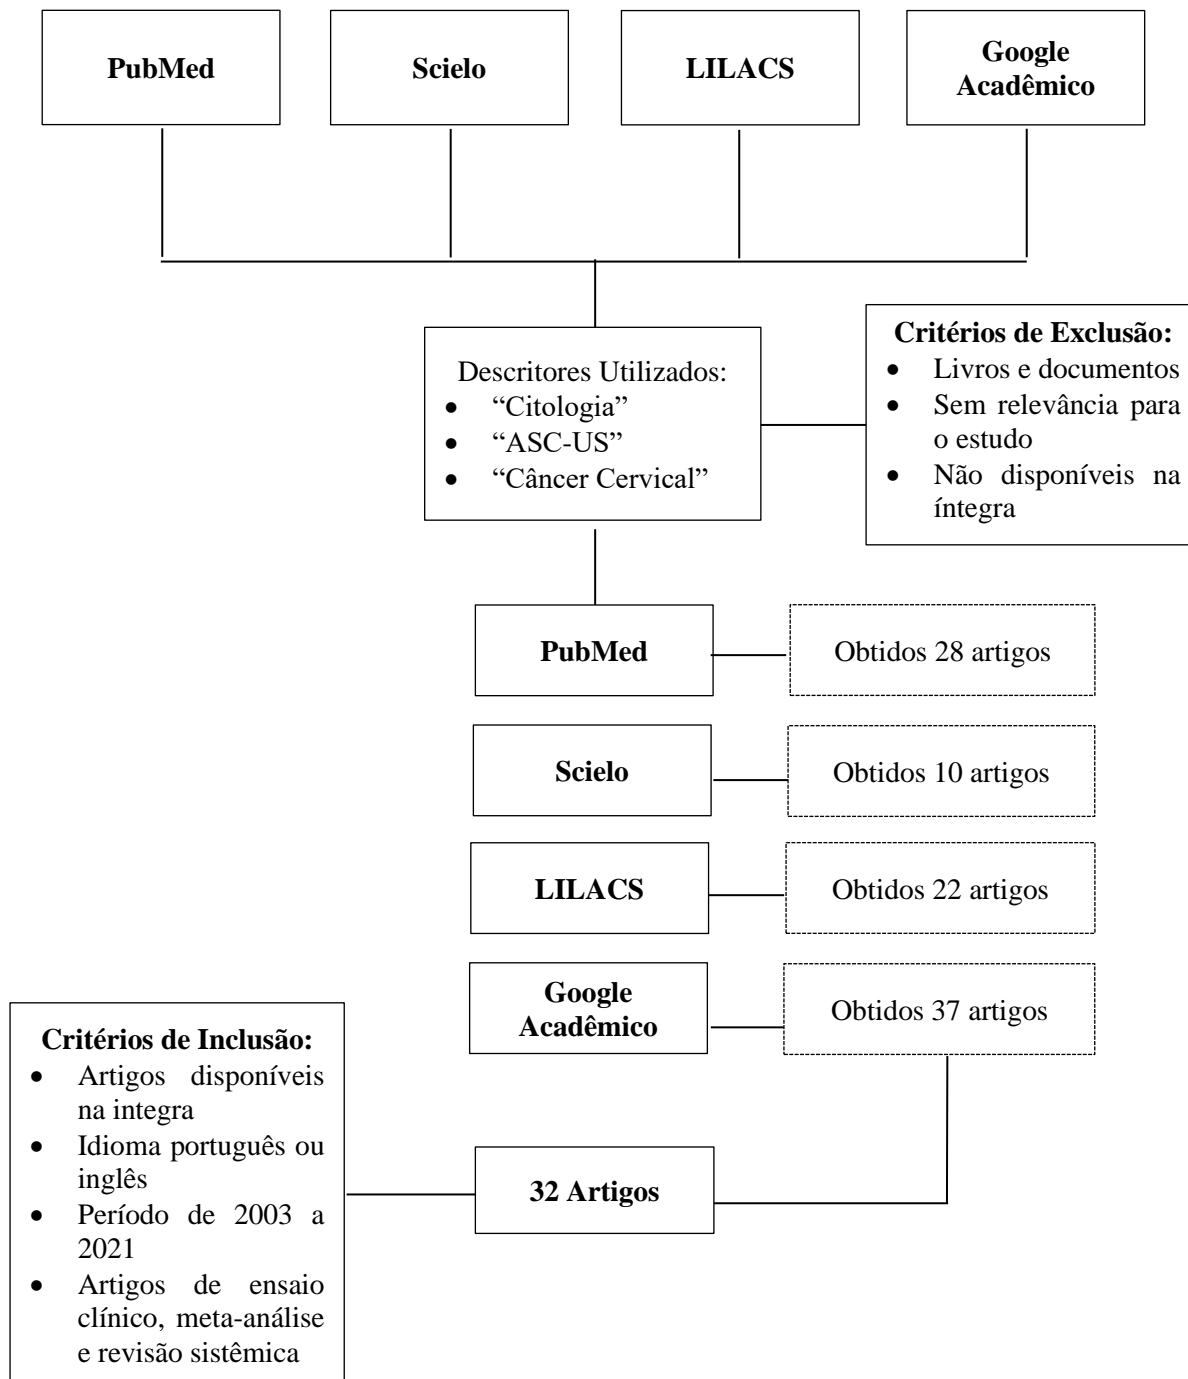 PubMed
Scielo
LILACS
Google
Acadêmico
Descritores Utilizados:
• “Citologia”
• “ASC-US”
• “Câncer Cervical”
Critérios de Exclusão:
• Livros e documentos
• Sem relevância para
o estudo
• Não disponíveis na
íntegra
PubMed
Obtidos 28 artigos
Scielo
Obtidos 10 artigos
LILACS
Obtidos 22 artigos
Google
Acadêmico
Obtidos 37 artigos
Critérios de Inclusão:
• Artigos disponíveis
na integra
• Idioma português ou
inglês
• Período de 2003 a
2021
• Artigos de ensaio
clínico, meta-análise
e revisão sistêmica
32 Artigos